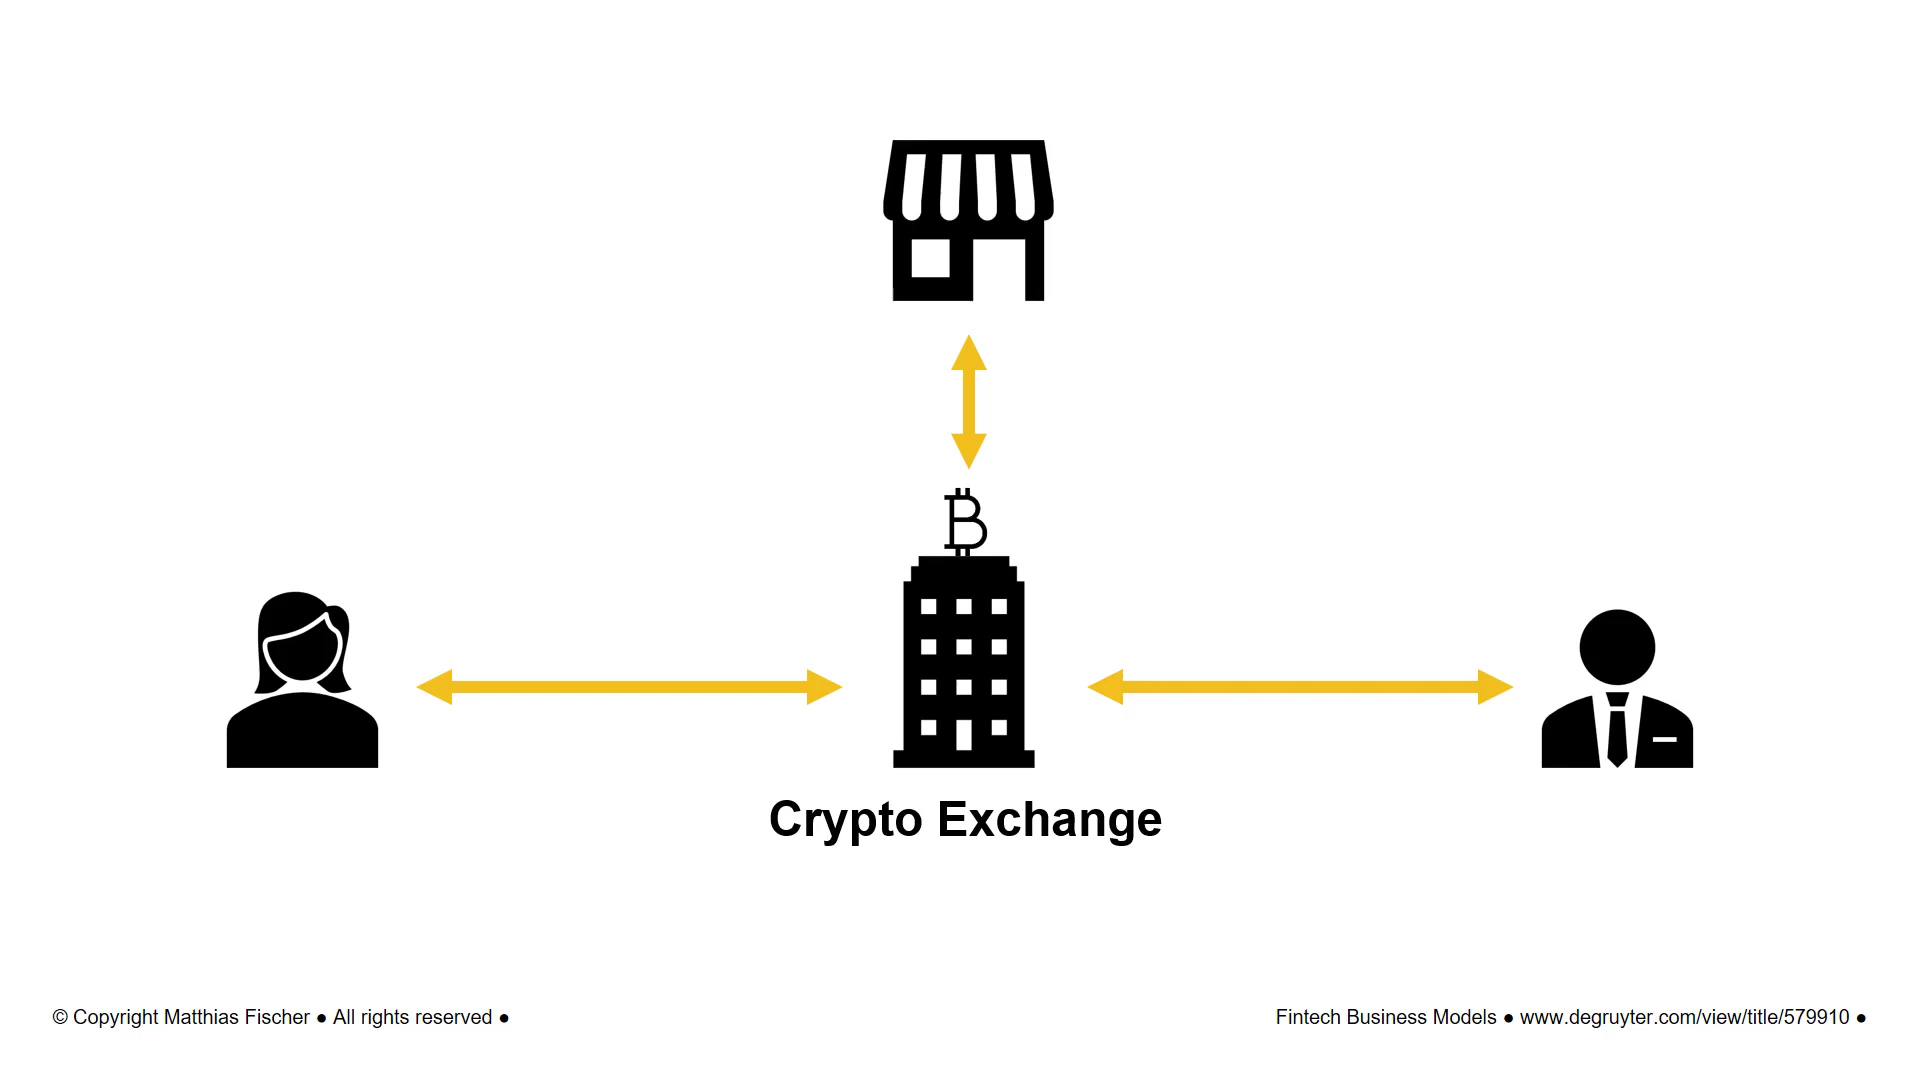 Crypto Exchange
© Copyright Matthias Fischer ● All rights reserved ●
Fintech Business Models ● www.degruyter.com/view/title/579910 ●